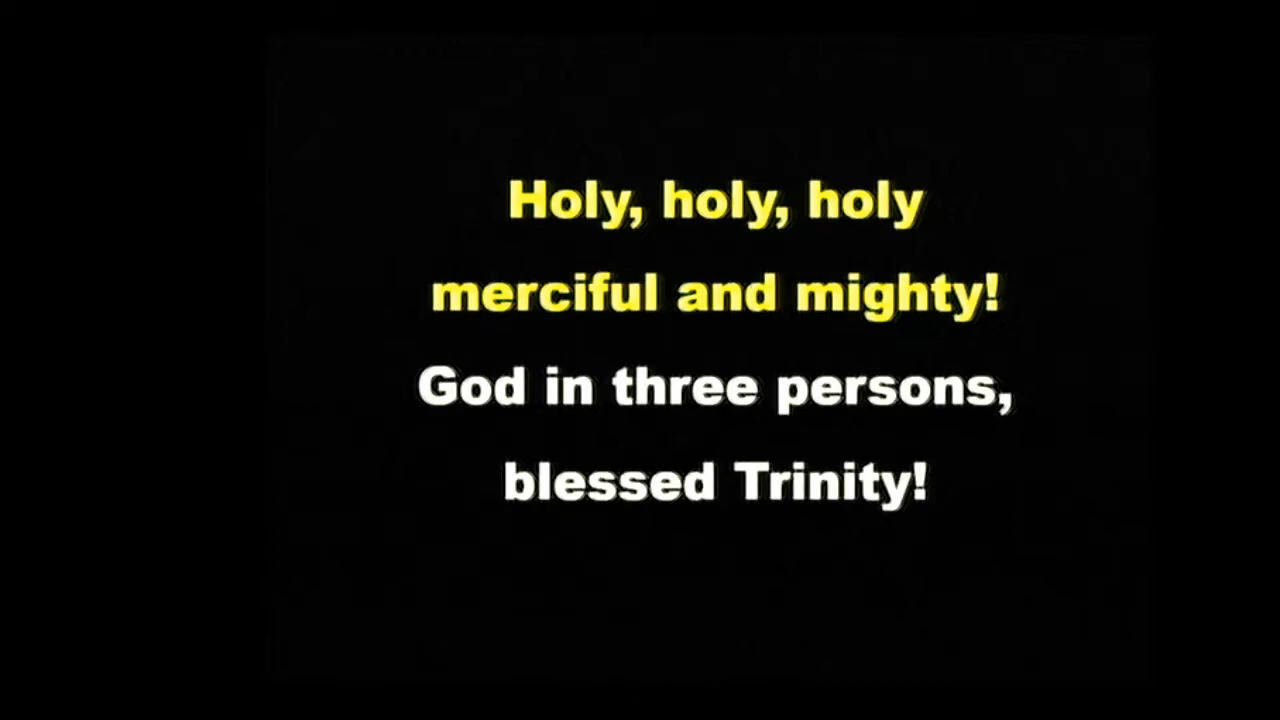 Holy, holy, holy
merciful and mighty!
God in three persons,
blessed Trinity!